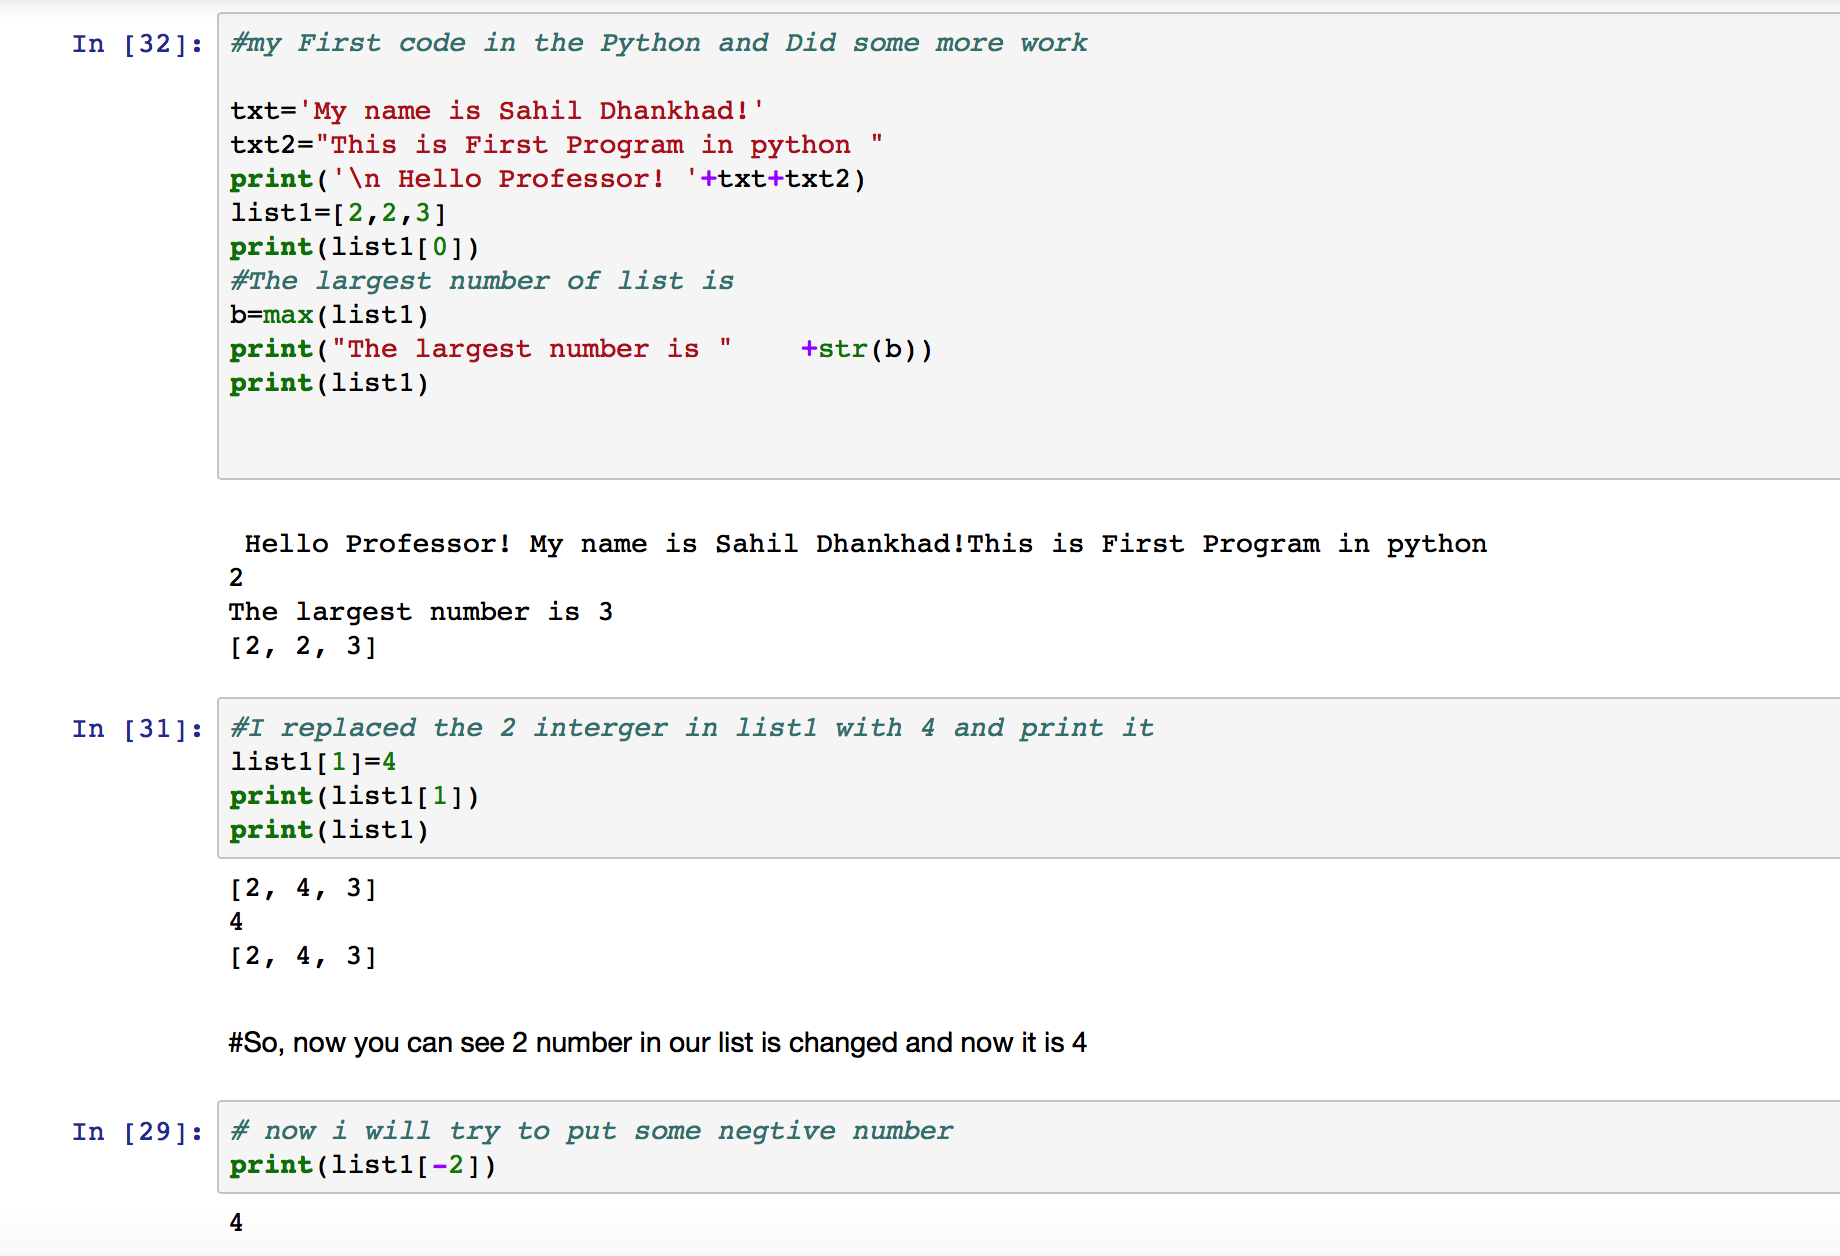 In [32]: #my First code in the Python and Did some more work
txt='My name is Sahil Dhankhad!'
txt2="This is First Program in python "
print('\n Hello Professor! '+txt+txt2)
list1=[2,2,3]
print(list1[0])
#The largest number of list is
b=max(list1)
print("The largest number is "    +str(b))
print(list1)
Hello Professor! My name is Sahil Dhankhad!This is First Program in python
2
The largest number is 3
[2, 2, 3]
In [31]: #I replaced the 2 interger in list1 with 4 and print it
list1[1]=4
print(list1[1])
print(list1)
[2, 4, 3]
4
[2, 4, 3]
#So, now you can see 2 number in our list is changed and now it is 4
In [29]: # now i will try to put some negtive number
print(list1[-2])
4